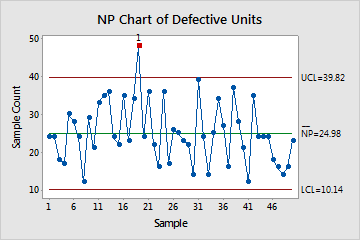 NP Chart of Defective Units
50
40
30
20
10
Sample Count
1
UCL=39.82
N̅P̅=24.98
LCL=10.14
1 6 11 16 21 26 31 36 41 46
Sample